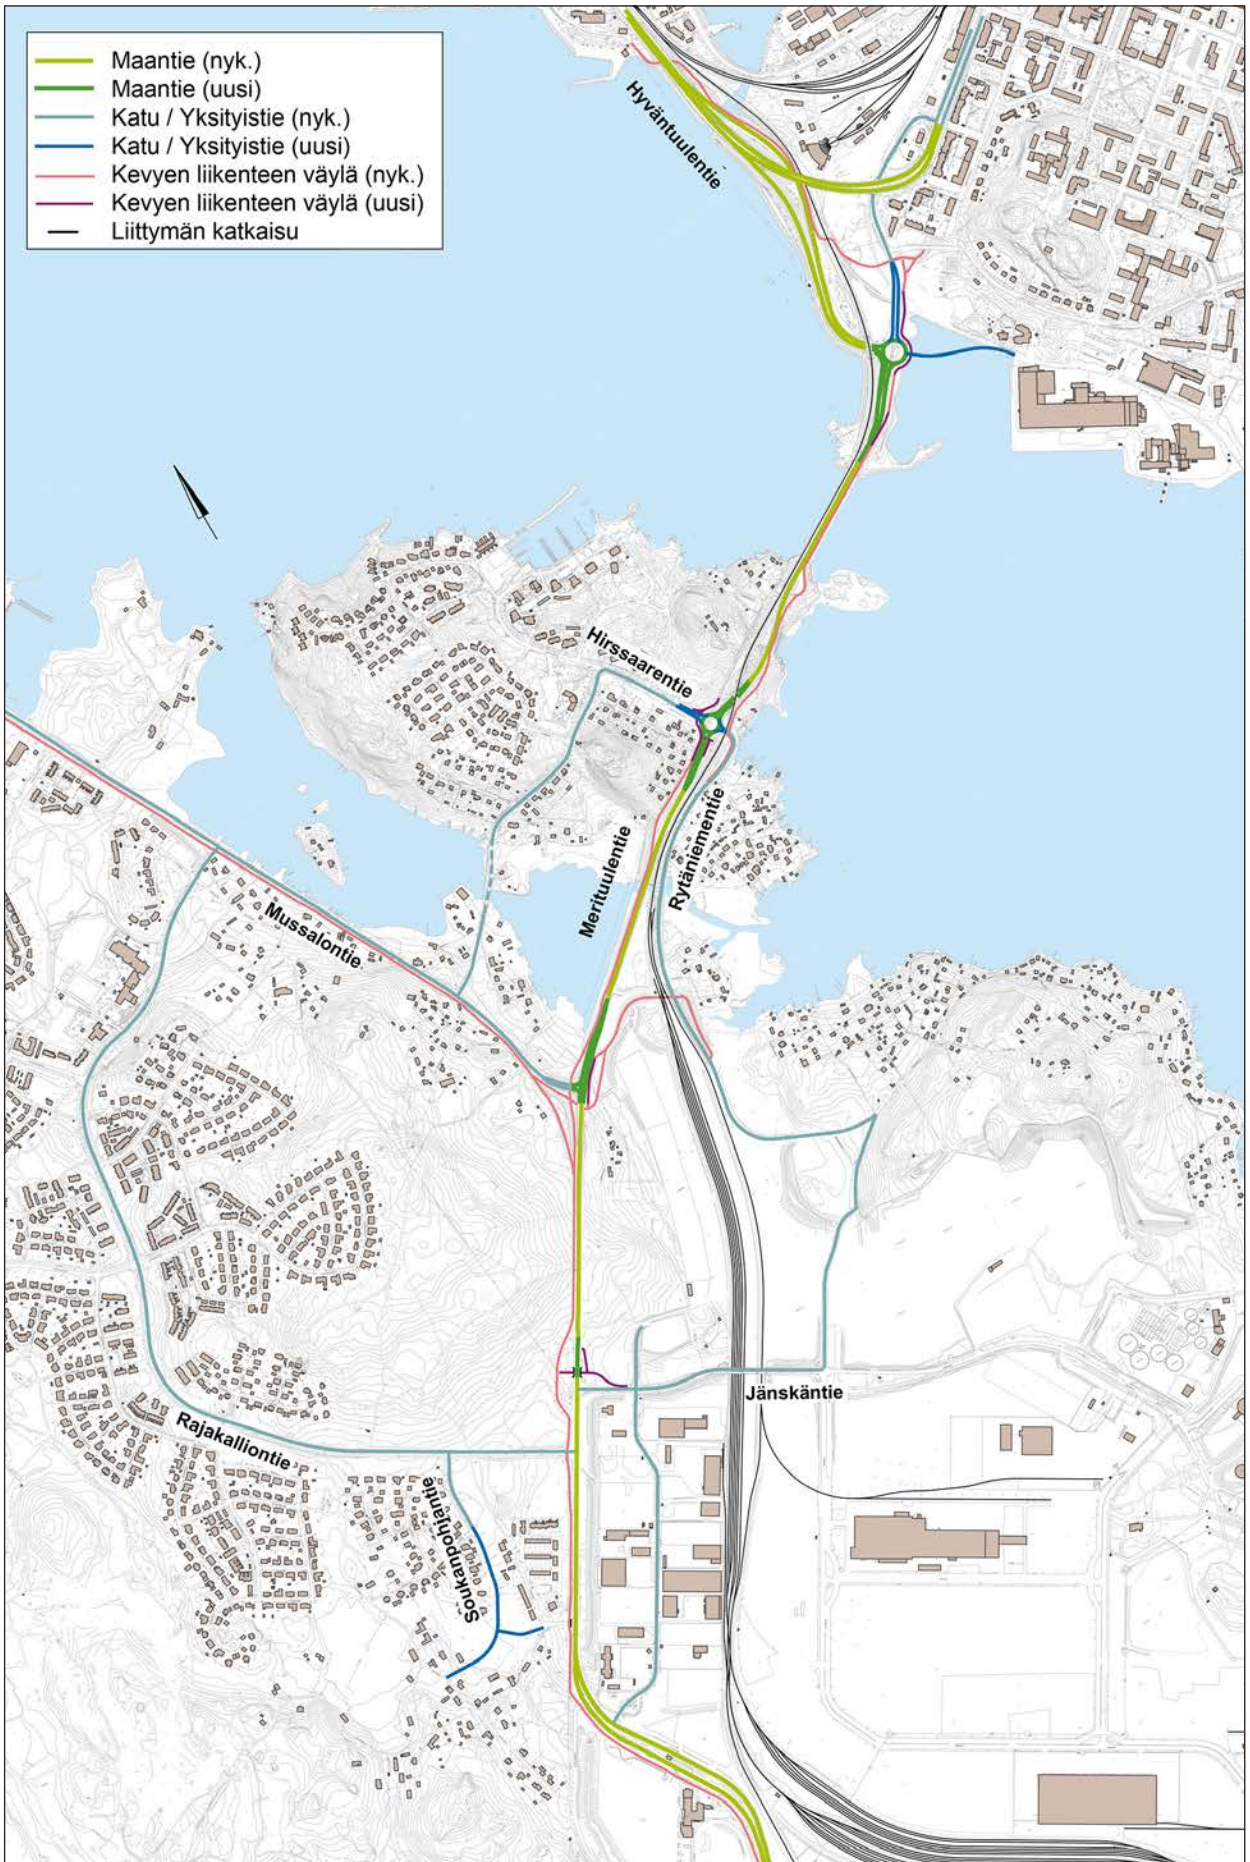 Maantie (nyk.)
Maantie (uusi)
Katu / Yksityistie (nyk.)
Katu / Yksityistie (uusi)
Kevyen liikenteen väylä (nyk.)
Kevyen liikenteen väylä (uusi)
Liittymän katkaisu
Hyväntuulentie
Hirssaarentie
Merituulentie
Rytäniementie
Mussalontie
Jänskäntie
Rajakalliontie
Soukanpohjantie